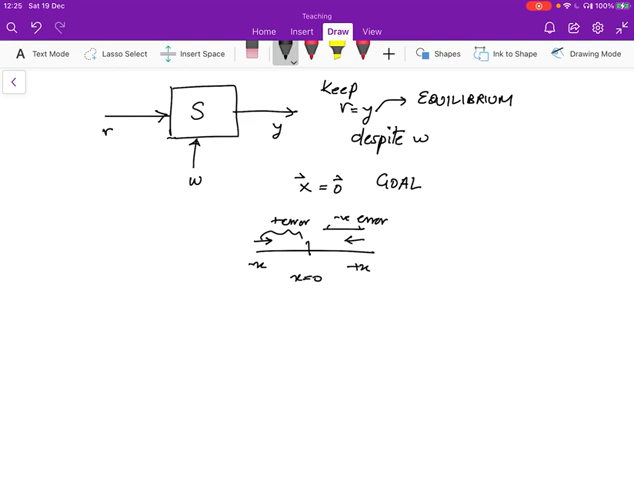 12:25 Sat 19 Dec
100%
Teaching
Home Insert Draw View
A Text Mode Lasso Select Insert Space Shapes Ink to Shape Drawing Mode
Keep
r = y → EQUILIBRIUM
despite w
r
S
y
w
x = 0 GOAL
+error -ve error
-x +x
x=0